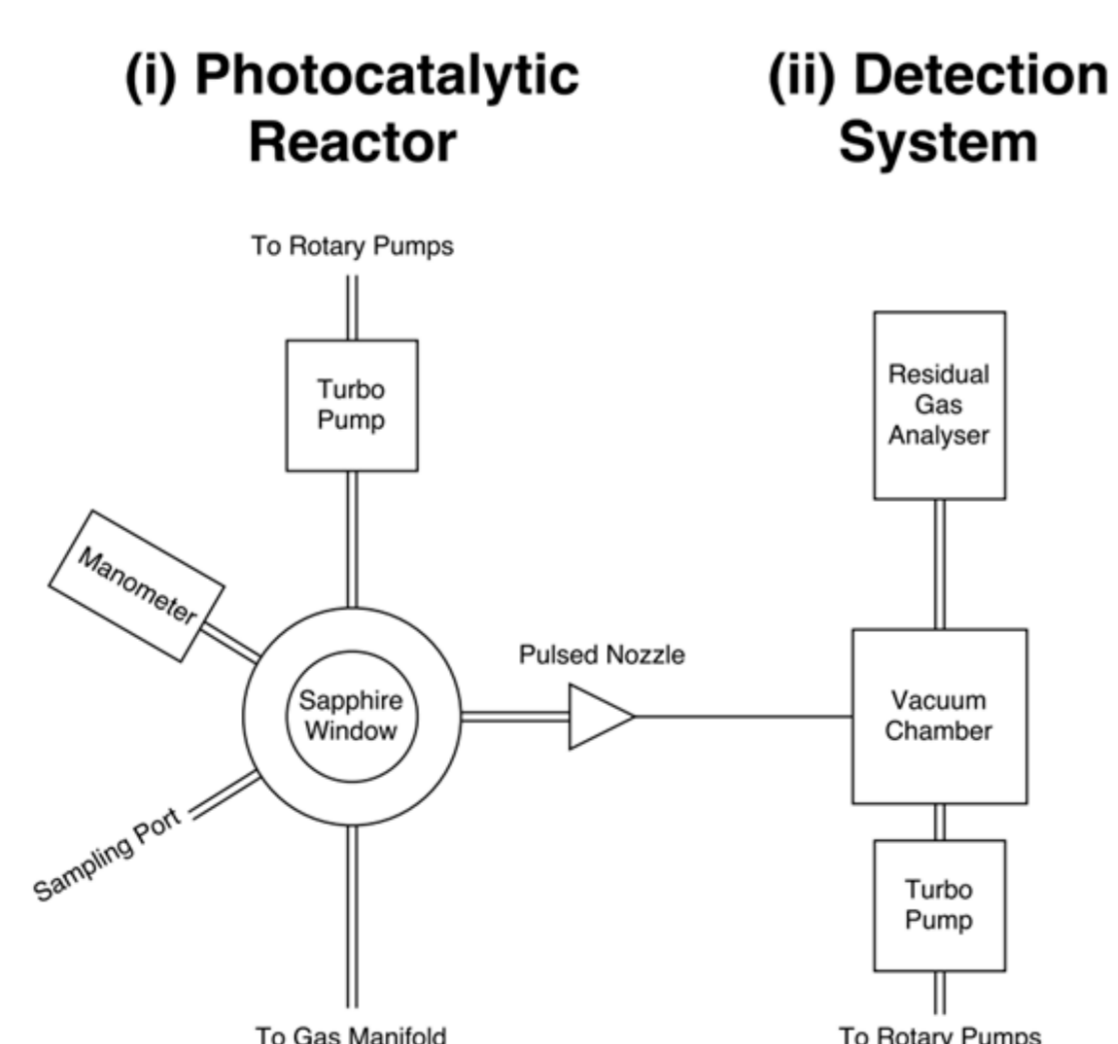 (i) Photocatalytic
Reactor
(ii) Detection
System
To Rotary Pumps
Turbo
Pump
Manometer
Sapphire
Window
Sampling Port
To Gas Manifold
Pulsed Nozzle
Residual
Gas
Analyser
Vacuum
Chamber
Turbo
Pump
To Rotary Pumps